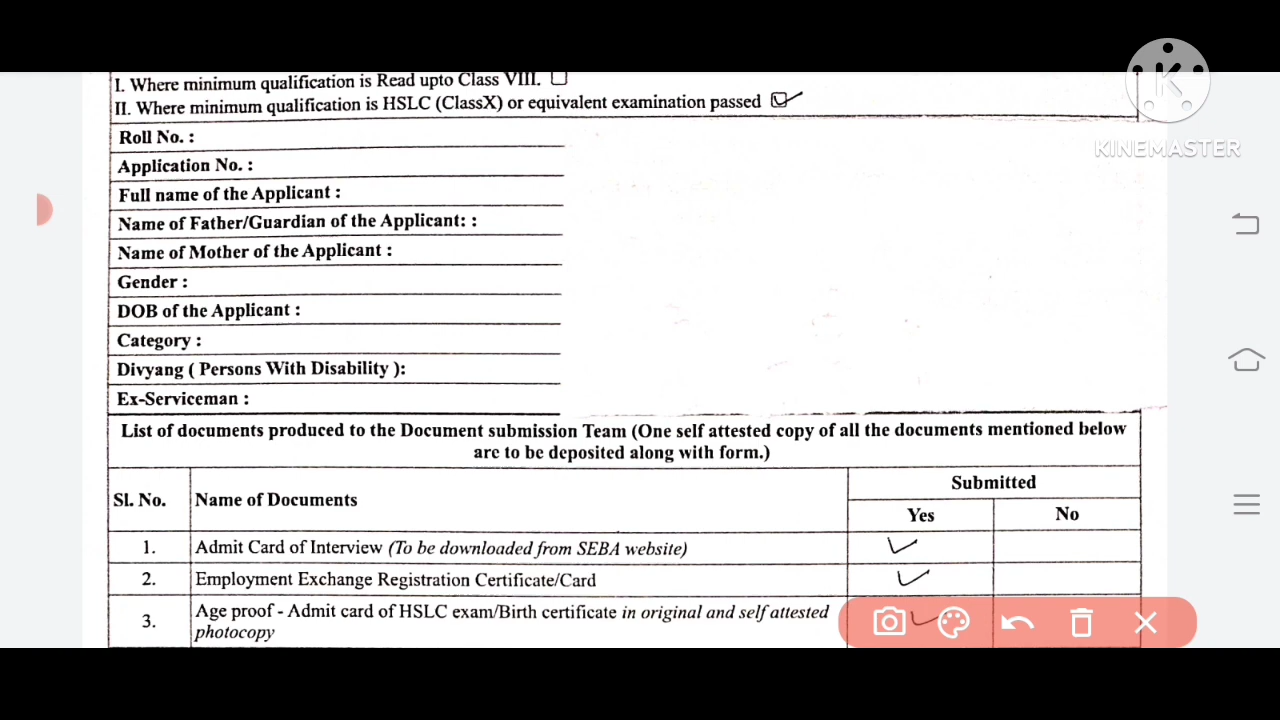 I. Where minimum qualification is Read upto Class VIII.
II. Where minimum qualification is HSLC (ClassX) or equivalent examination passed
KINEMASTER
Roll No. :
Application No. :
Full name of the Applicant :
Name of Father/Guardian of the Applicant: :
Name of Mother of the Applicant :
Gender :
DOB of the Applicant :
Category :
Divyang ( Persons With Disability ):
Ex-Serviceman :
List of documents produced to the Document submission Team (One self attested copy of all the documents mentioned below
are to be deposited along with form.)
Sl. No. Name of Documents Submitted
Yes No
1. Admit Card of Interview (To be downloaded from SEBA website)
2. Employment Exchange Registration Certificate/Card
3. Age proof - Admit card of HSLC exam/Birth certificate in original and self attested
photocopy